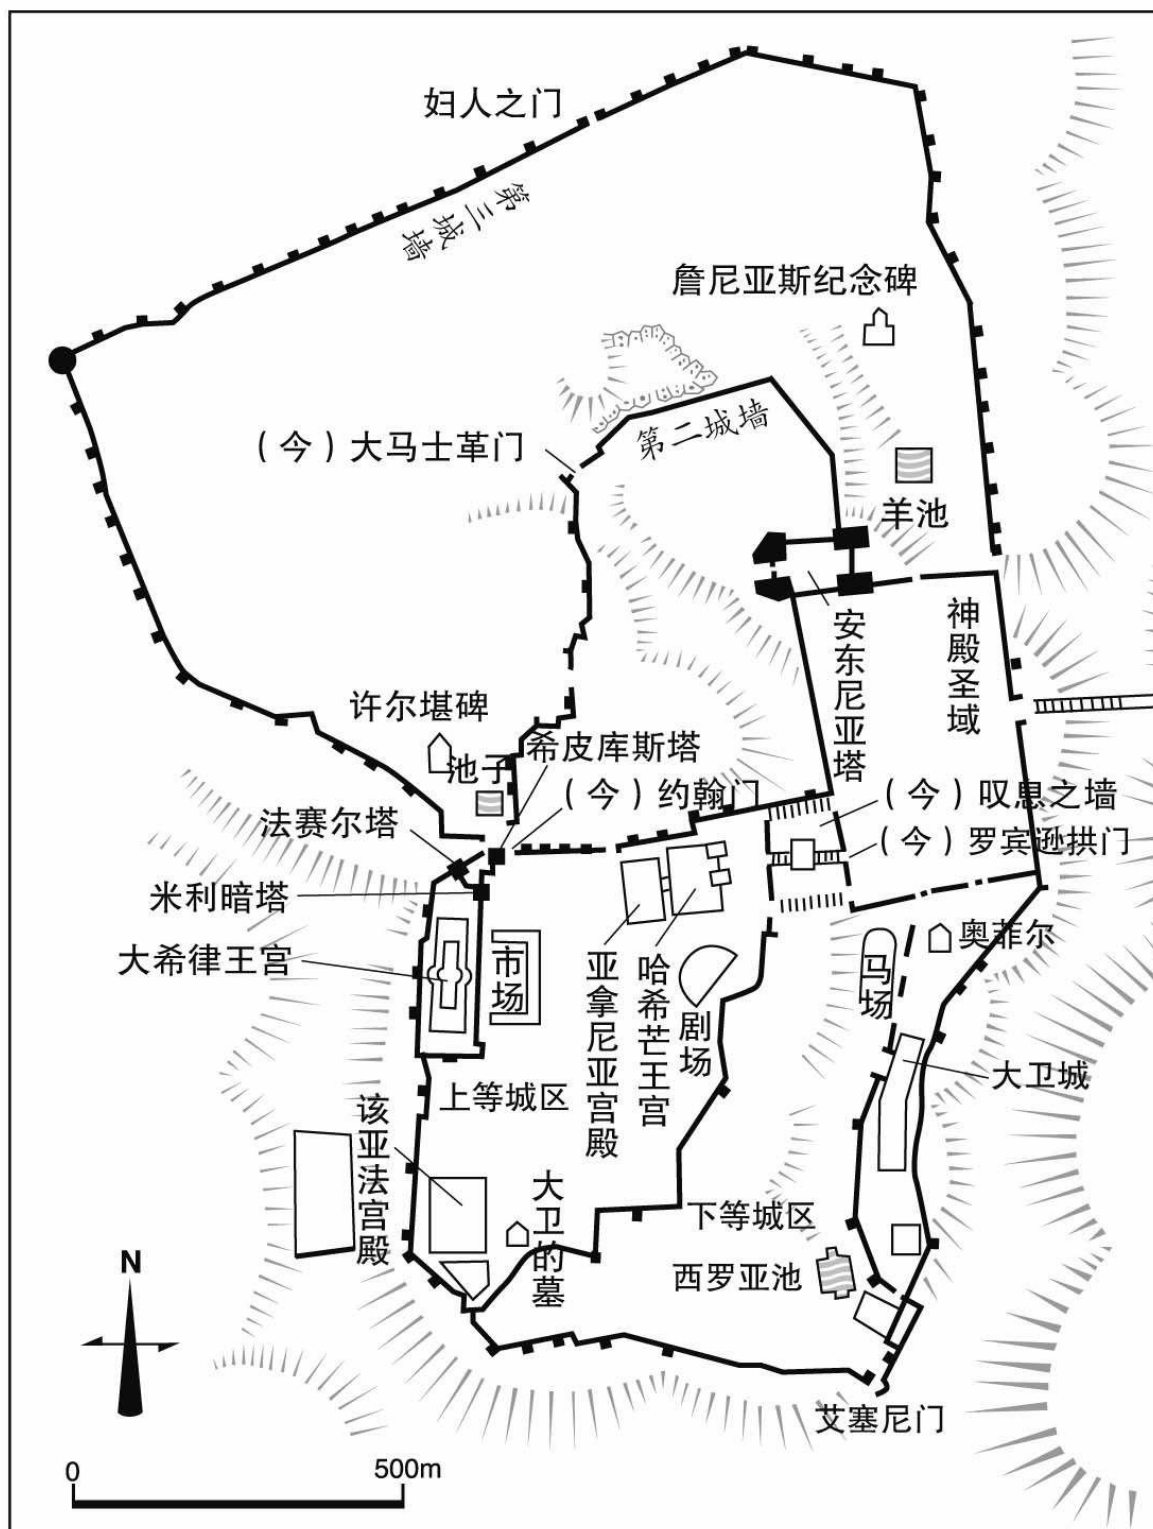 妇人之门
第三城墙
詹尼亚斯纪念碑
（今）大马士革门
第二城墙
羊池
神殿圣域
安东尼亚塔
许尔堪碑
池子
希皮库斯塔
（今）约翰门
（今）叹息之墙
法赛尔塔
（今）罗宾逊拱门
米利暗塔
大希律王宫
市场
亚拿尼亚宫殿
哈希芒王宫
剧场
马场
奥菲尔
大卫城
上等城区
该亚法宫殿
大卫的墓
下等城区
西罗亚池
艾塞尼门
N
0
500m